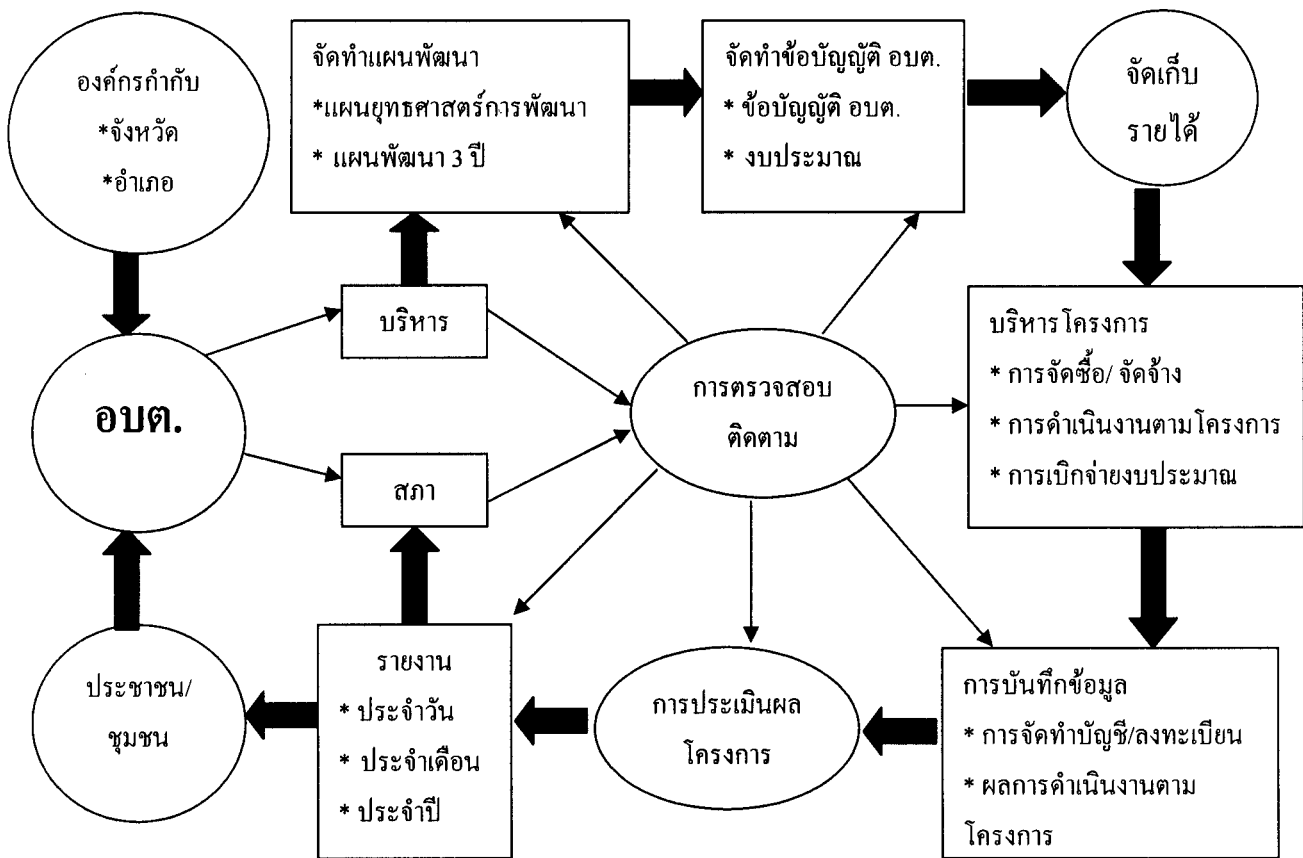 องค์กรกำกับ
*จังหวัด
*อำเภอ
จัดทำแผนพัฒนา
*แผนยุทธศาสตร์การพัฒนา
* แผนพัฒนา 3 ปี
จัดทำข้อบัญญัติ อบต.
* ข้อบัญญัติ อบต.
* งบประมาณ
จัดเก็บ
รายได้
บริหาร
อบต.
สภา
การตรวจสอบ
ติดตาม
บริหารโครงการ
* การจัดซื้อ/ จัดจ้าง
* การดำเนินงานตามโครงการ
* การเบิกจ่ายงบประมาณ
ประชาชน/
ชุมชน
รายงาน
* ประจำวัน
* ประจำเดือน
* ประจำปี
การประเมินผล
โครงการ
การบันทึกข้อมูล
* การจัดทำบัญชี/ลงทะเบียน
* ผลการดำเนินงานตาม
โครงการ